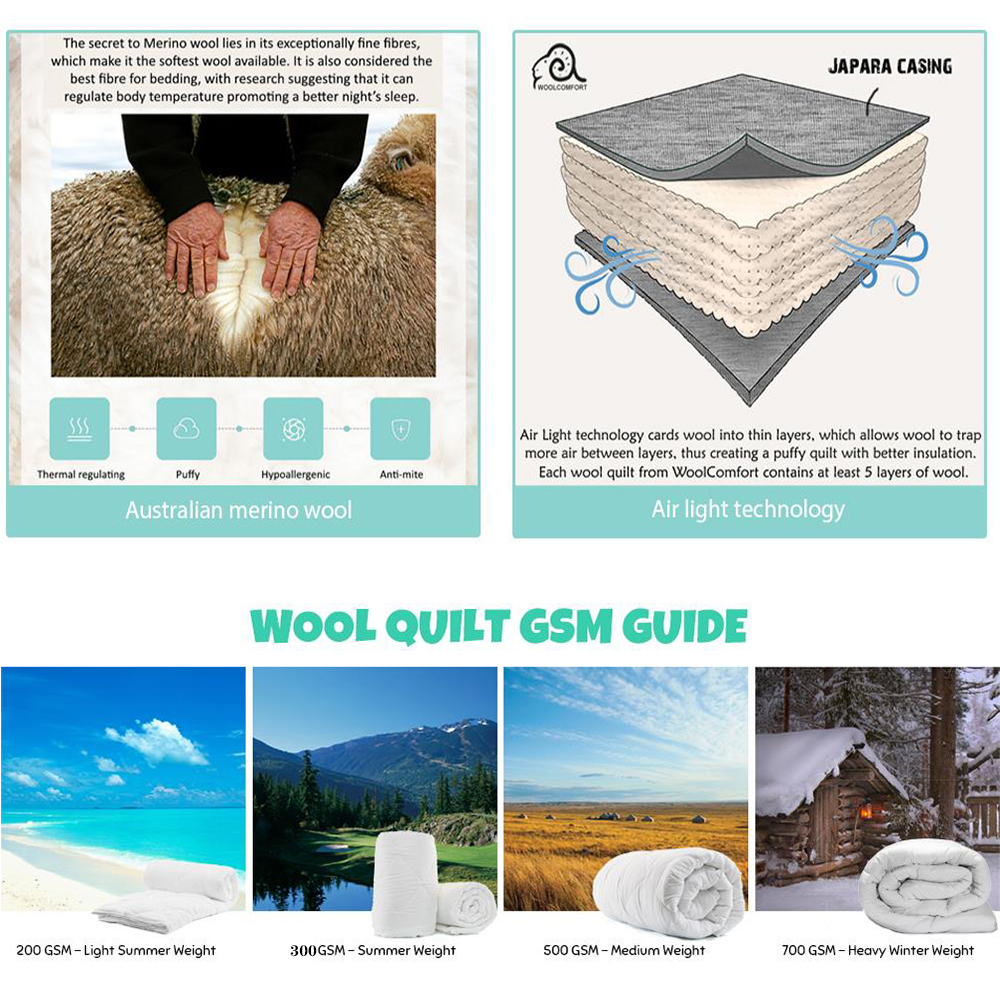 The secret to Merino wool lies in its exceptionally fine fibres,
which make it the softest wool available. It is also considered the
best fibre for bedding, with research suggesting that it can
regulate body temperature promoting a better night's sleep.
Thermal regulating
Puffy
Hypoallergenic
Anti-mite
Australian merino wool
WOOLCOMFORT
JAPARA CASING
Air Light technology cards wool into thin layers, which allows wool to trap
more air between layers, thus creating a puffy quilt with better insulation.
Each wool quilt from WoolComfort contains at least 5 layers of wool.
Air light technology
WOOL QUILT GSM GUIDE
200 GSM – Light Summer Weight
300GSM – Summer Weight
500 GSM – Medium Weight
700 GSM – Heavy Winter Weight